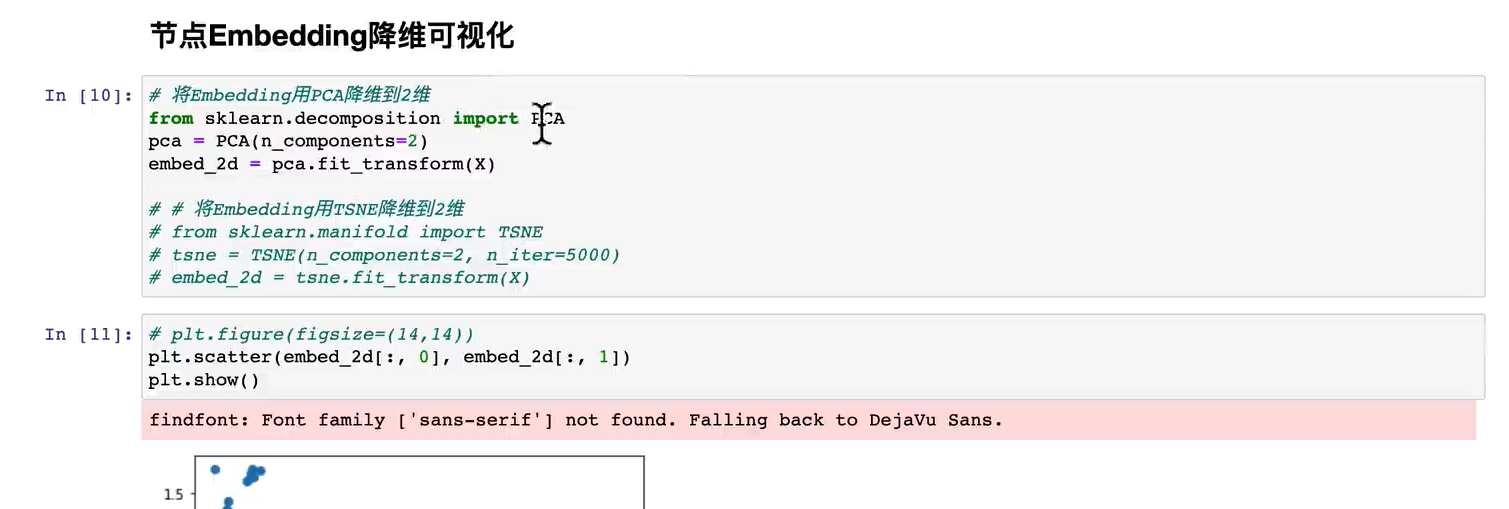 节点Embedding降维可视化
In [10]:
# 将Embedding用PCA降维到2维
from sklearn.decomposition import PCA
pca = PCA(n_components=2)
embed_2d = pca.fit_transform(X)
# # 将Embedding用TSNE降维到2维
# from sklearn.manifold import TSNE
# tsne = TSNE(n_components=2, n_iter=5000)
# embed_2d = tsne.fit_transform(X)
In [11]:
# plt.figure(figsize=(14,14))
plt.scatter(embed_2d[:, 0], embed_2d[:, 1])
plt.show()
findfont: Font family ['sans-serif'] not found. Falling back to DejaVu Sans.
1.5